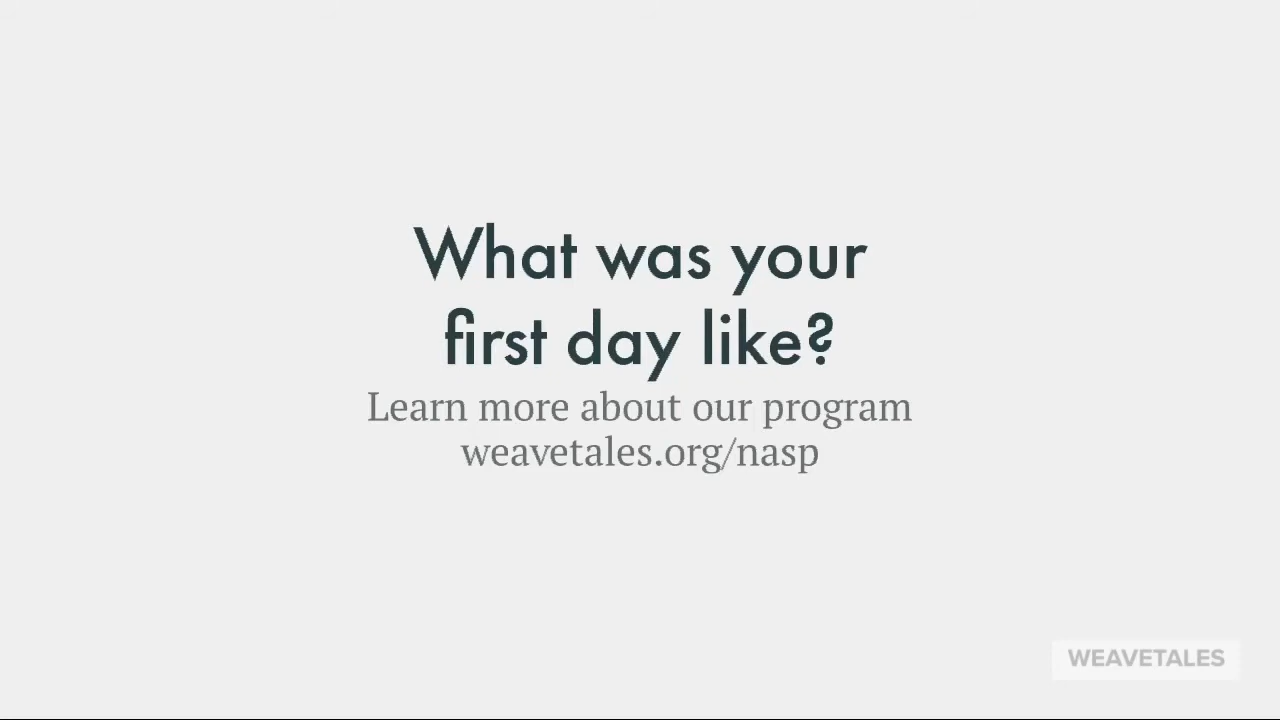 What was your
first day like?
Learn more about our program
weavetales.org/nasp
WEAVETALES